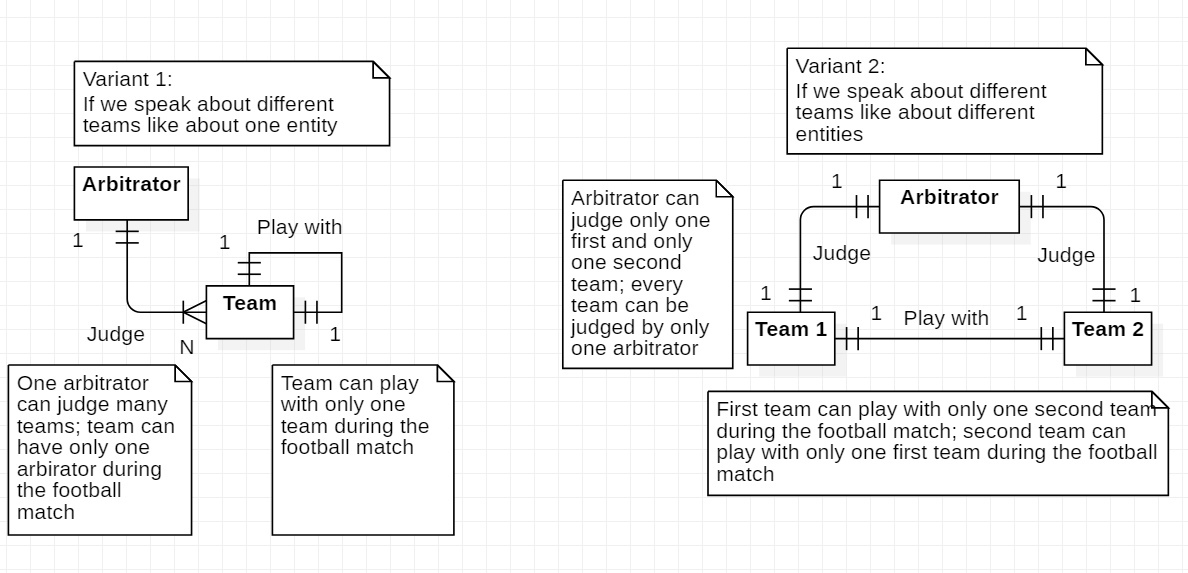 Variant 1:
If we speak about different
teams like about one entity
Arbitrator
1
1
Play with
Team
1
Judge
N
One arbitrator
can judge many
teams; team can
have only one
arbirator during
the football
match
Team can play
with only one
team during the
football match
Variant 2:
If we speak about different
teams like about different
entities
Arbitrator can
judge only one
first and only
one second
team; every
team can be
judged by only
one arbitrator
1
Arbitrator
1
Judge
Judge
1
1
Team 1
1
Play with
1
Team 2
First team can play with only one second team
during the football match; second team can
play with only one first team during the football
match